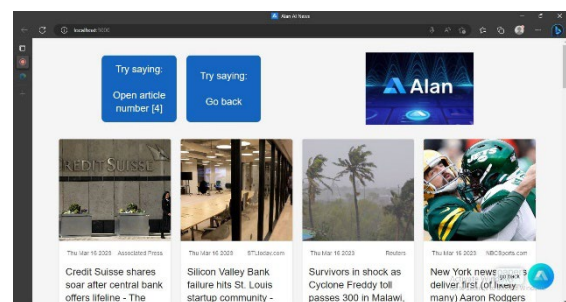 Alan AI News
localhost:3000
Try saying:
Open article
number [4]
Try saying:
Go back
Alan
CREDIT SUISSE
Thu Mar 16 2023 Associated Press
Credit Suisse shares
soar after central bank
offers lifeline - The
Thu Mar 16 2023 STLtoday.com
Silicon Valley Bank
failure hits St. Louis
startup community -
Thu Mar 16 2023 Reuters
Survivors in shock as
Cyclone Freddy toll
passes 300 in Malawi,
Thu Mar 16 2023 NBCSports.com
New York
deliver first (of likely
many) Aaron Rodgers
go back